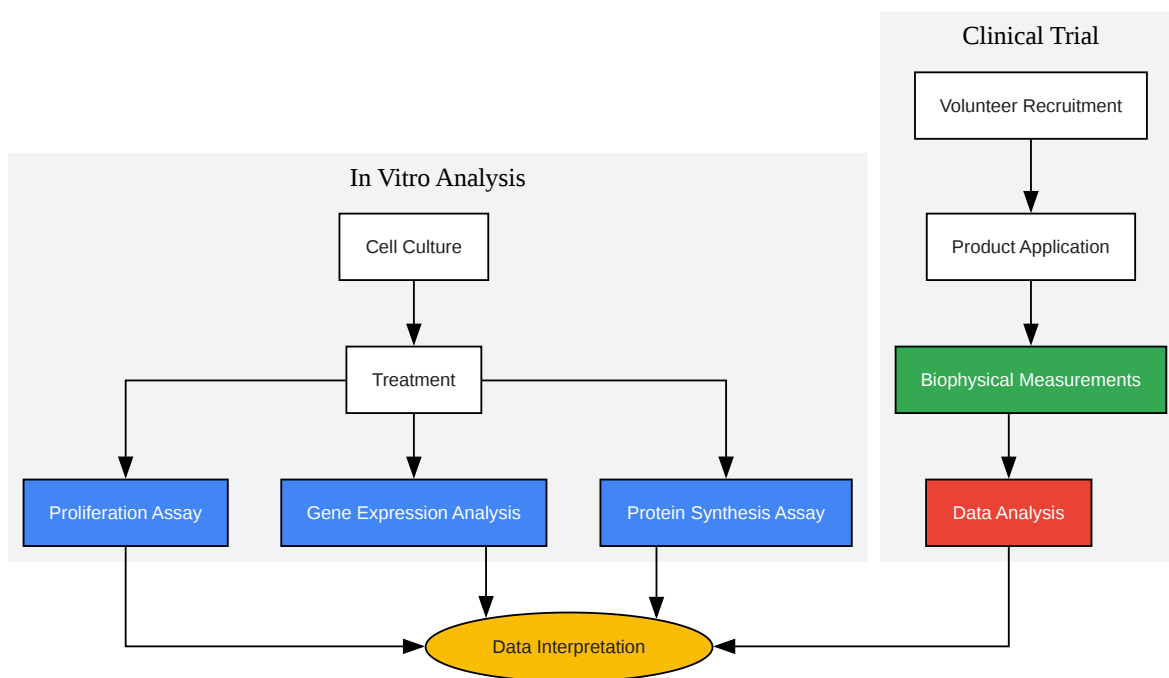 Clinical Trial
Volunteer Recruitment
Product Application
Biophysical Measurements
Data Analysis
In Vitro Analysis
Cell Culture
Treatment
Proliferation Assay
Gene Expression Analysis
Protein Synthesis Assay
Data Interpretation